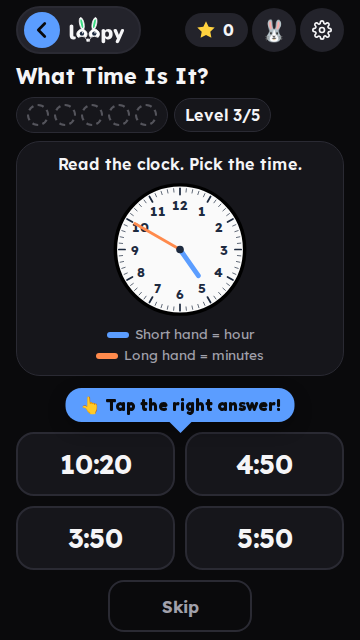 loopy
0
What Time Is It?
Level 3/5
Read the clock. Pick the time.
12
1
2
3
4
5
6
7
8
9
10
11
Short hand = hour
Long hand = minutes
👆 Tap the right answer!
10:20
4:50
3:50
5:50
Skip